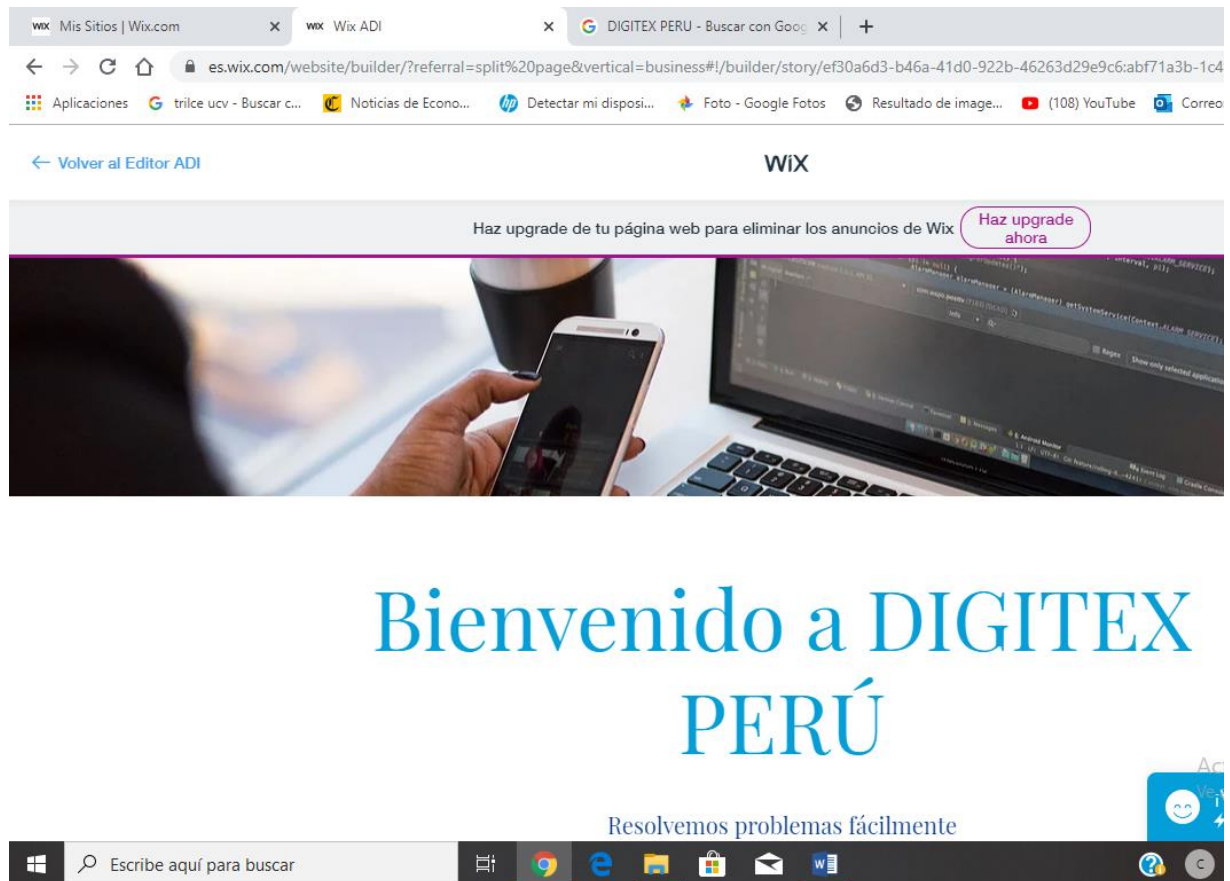 WIX Mis Sitios | Wix.com
WIX Wix ADI
DIGITEX PERU - Buscar con Goog
es.wix.com/website/builder/?referral=split%20page&vertical=business#!/builder/story/ef30a6d3-b46a-41d0-922b-46263d29e9c6:abf71a3b-1c4
Aplicaciones trilce ucv - Buscar c... Noticias de Econo... Detectar mi disposi... Foto - Google Fotos Resultado de image... (108) YouTube Correo
← Volver al Editor ADI
WiX
Haz upgrade de tu página web para eliminar los anuncios de Wix
Haz upgrade
ahora
Bienvenido a DIGITEX
PERÚ
Resolvemos problemas fácilmente
Escribe aquí para buscar